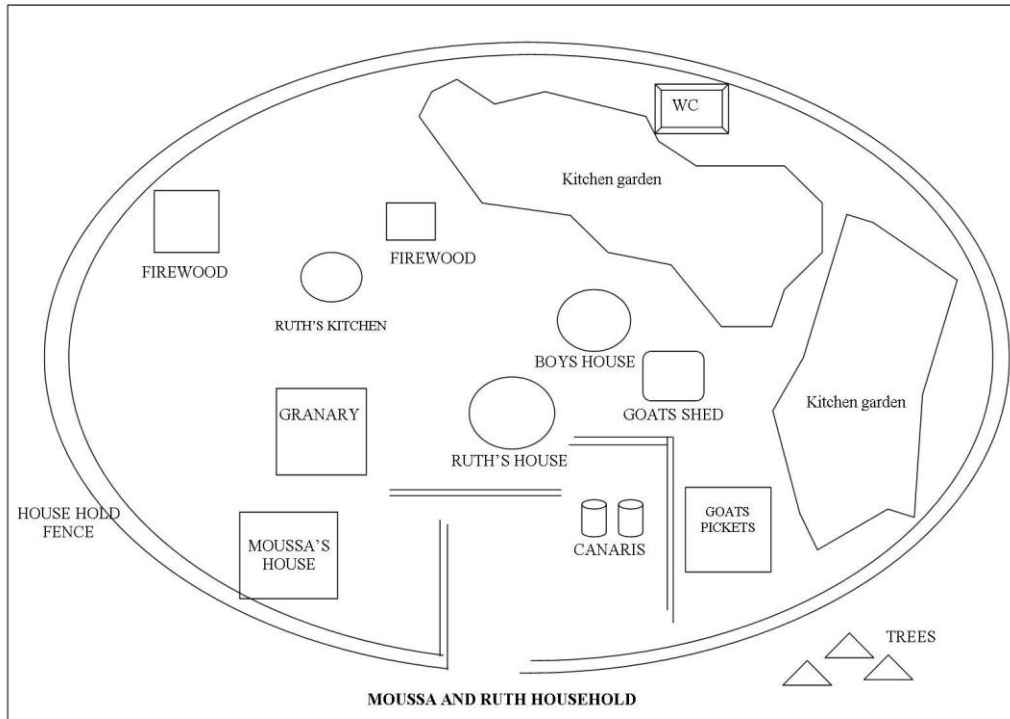 WC
Kitchen garden
FIREWOOD
FIREWOOD
RUTH'S KITCHEN
BOYS HOUSE
Kitchen garden
GRANARY
GOATS SHED
RUTH'S HOUSE
HOUSE HOLD
FENCE
GOATS
PICKETS
MOUSSA'S
HOUSE
CANARIS
TREES
MOUSSA AND RUTH HOUSEHOLD